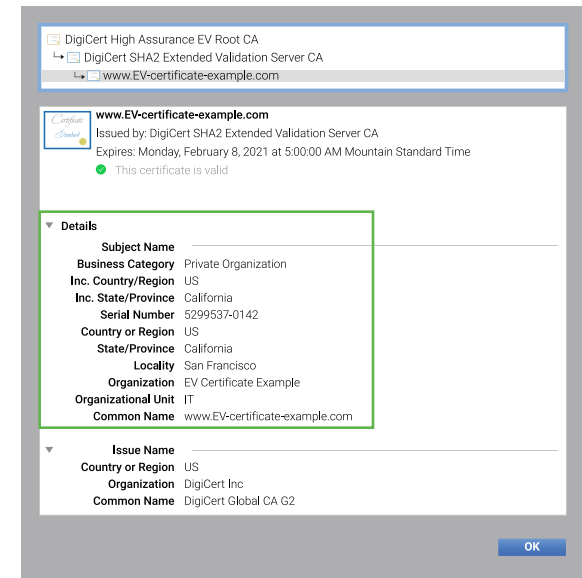 DigiCert High Assurance EV Root CA
DigiCert SHA2 Extended Validation Server CA
www.EV-certificate-example.com
Certificate
Standard
www.EV-certificate-example.com
Issued by: DigiCert SHA2 Extended Validation Server CA
Expires: Monday, February 8, 2021 at 5:00:00 AM Mountain Standard Time
This certificate is valid
Details
Subject Name
Business Category Private Organization
Inc. Country/Region US
Inc. State/Province California
Serial Number 5299537-0142
Country or Region US
State/Province California
Locality San Francisco
Organization EV Certificate Example
Organizational Unit IT
Common Name www.EV-certificate-example.com
Issue Name
Country or Region US
Organization DigiCert Inc
Common Name DigiCert Global CA G2
OK